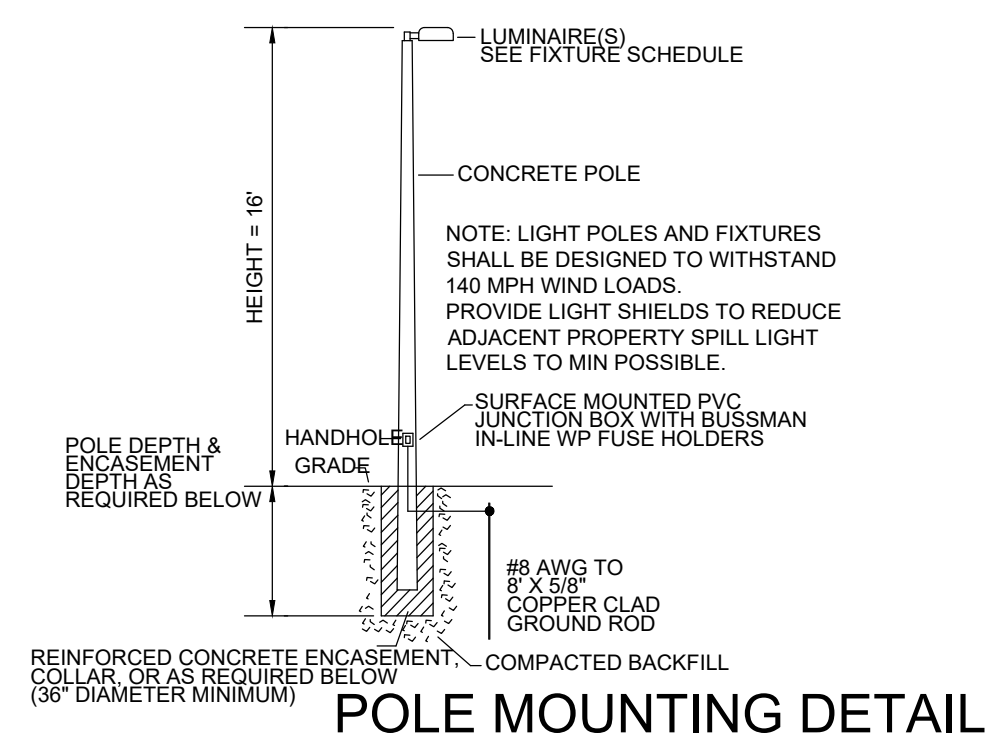 LUMINAIRE(S)
SEE FIXTURE SCHEDULE
HEIGHT = 16'
CONCRETE POLE
NOTE: LIGHT POLES AND FIXTURES
SHALL BE DESIGNED TO WITHSTAND
140 MPH WIND LOADS.
PROVIDE LIGHT SHIELDS TO REDUCE
ADJACENT PROPERTY SPILL LIGHT
LEVELS TO MIN POSSIBLE.
SURFACE MOUNTED PVC
JUNCTION BOX WITH BUSSMAN
IN-LINE WP FUSE HOLDERS
HANDHOLE
GRADE
POLE DEPTH &
ENCASEMENT
DEPTH AS
REQUIRED BELOW
#8 AWG TO
8' X 5/8"
COPPER CLAD
GROUND ROD
REINFORCED CONCRETE ENCASEMENT,
COLLAR, OR AS REQUIRED BELOW
(36" DIAMETER MINIMUM)
COMPACTED BACKFILL
POLE MOUNTING DETAIL